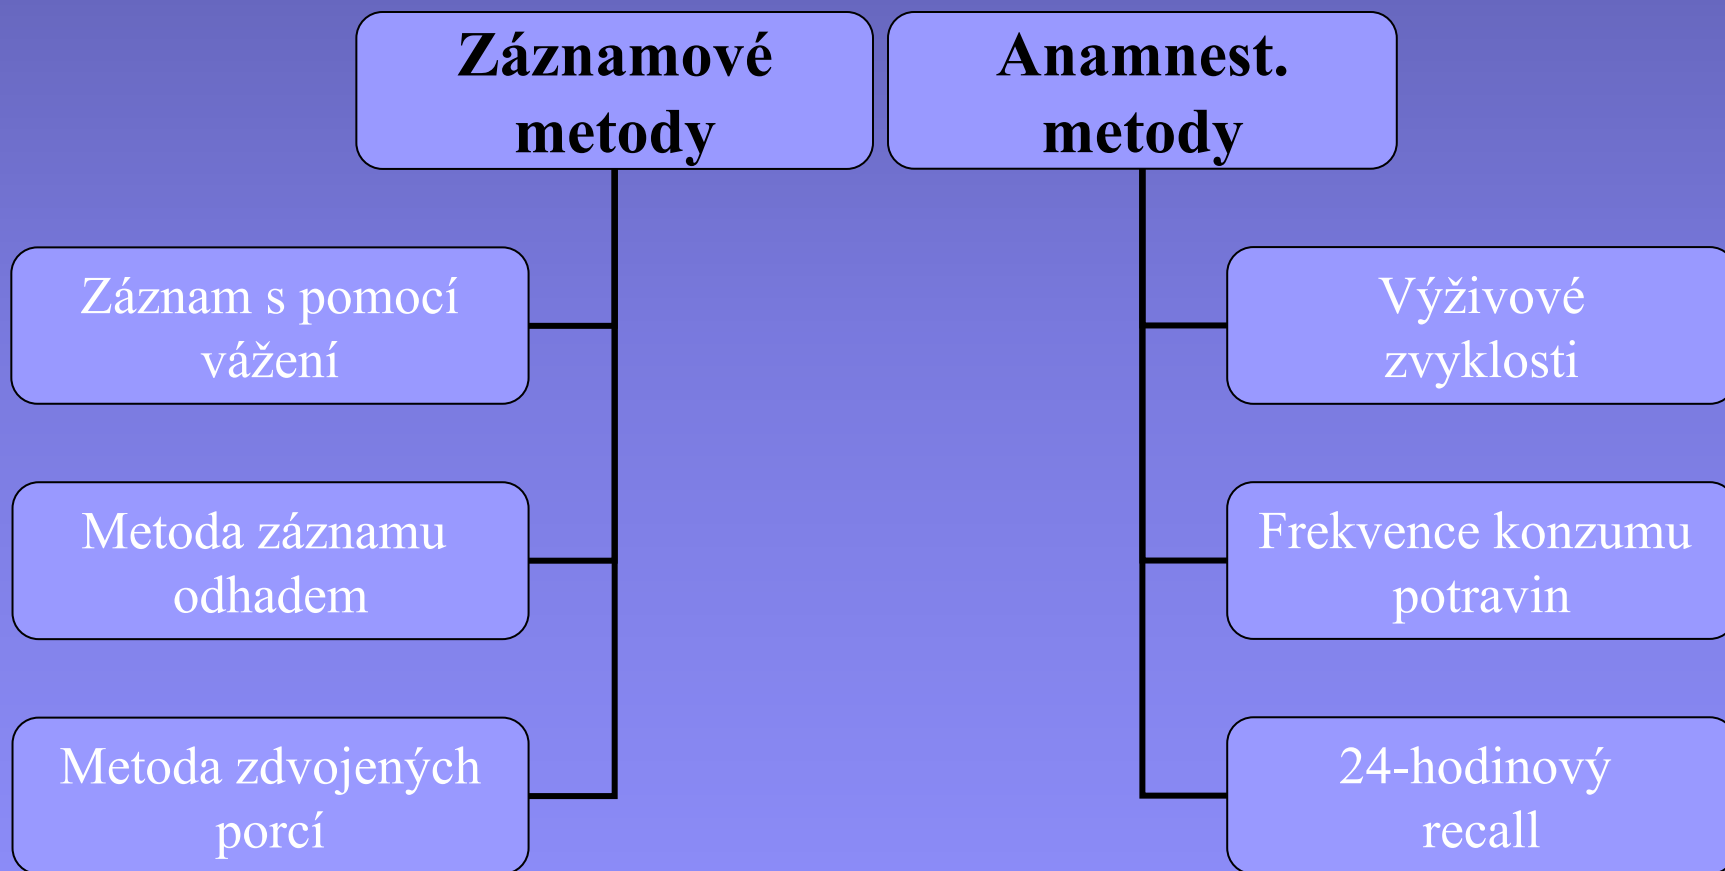 Záznamové
metody
Anamnest.
metody
Záznam s pomocí
vážení
Výživové
zvyklosti
Metoda záznamu
odhadem
Frekvence konzumu
potravin
Metoda zdvojených
porcí
24-hodinový
recall